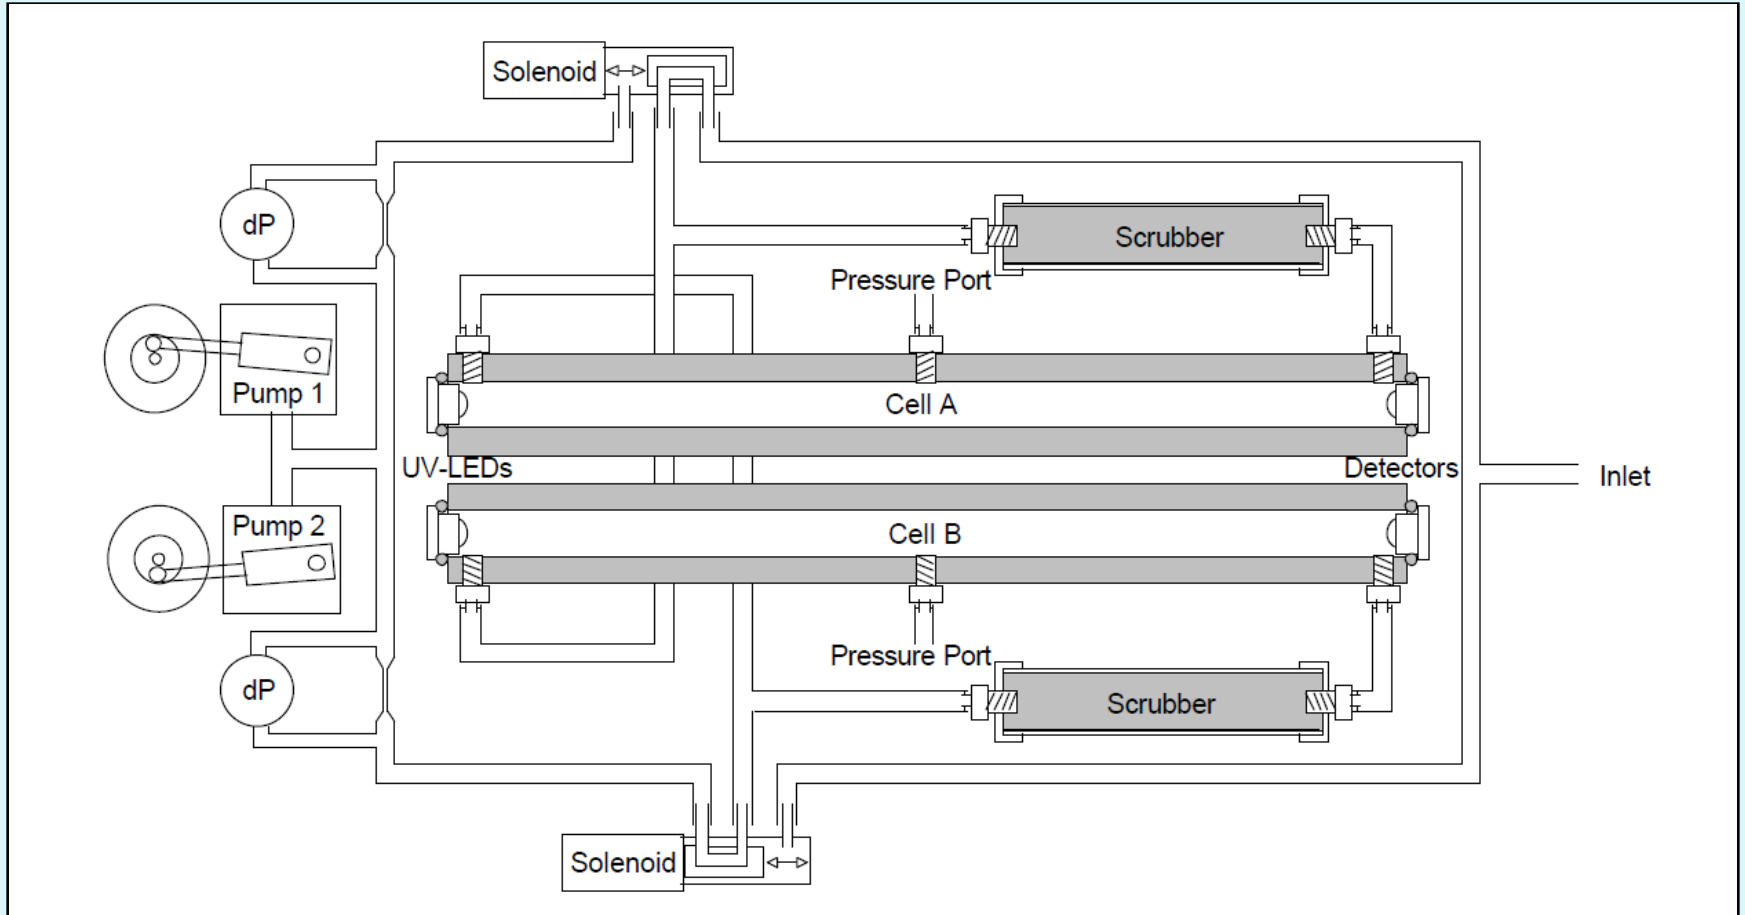 Solenoid
dP
Scrubber
Pressure Port
Pump 1
Cell A
UV-LEDs
Detectors
Inlet
Pump 2
Cell B
Pressure Port
dP
Scrubber
Solenoid